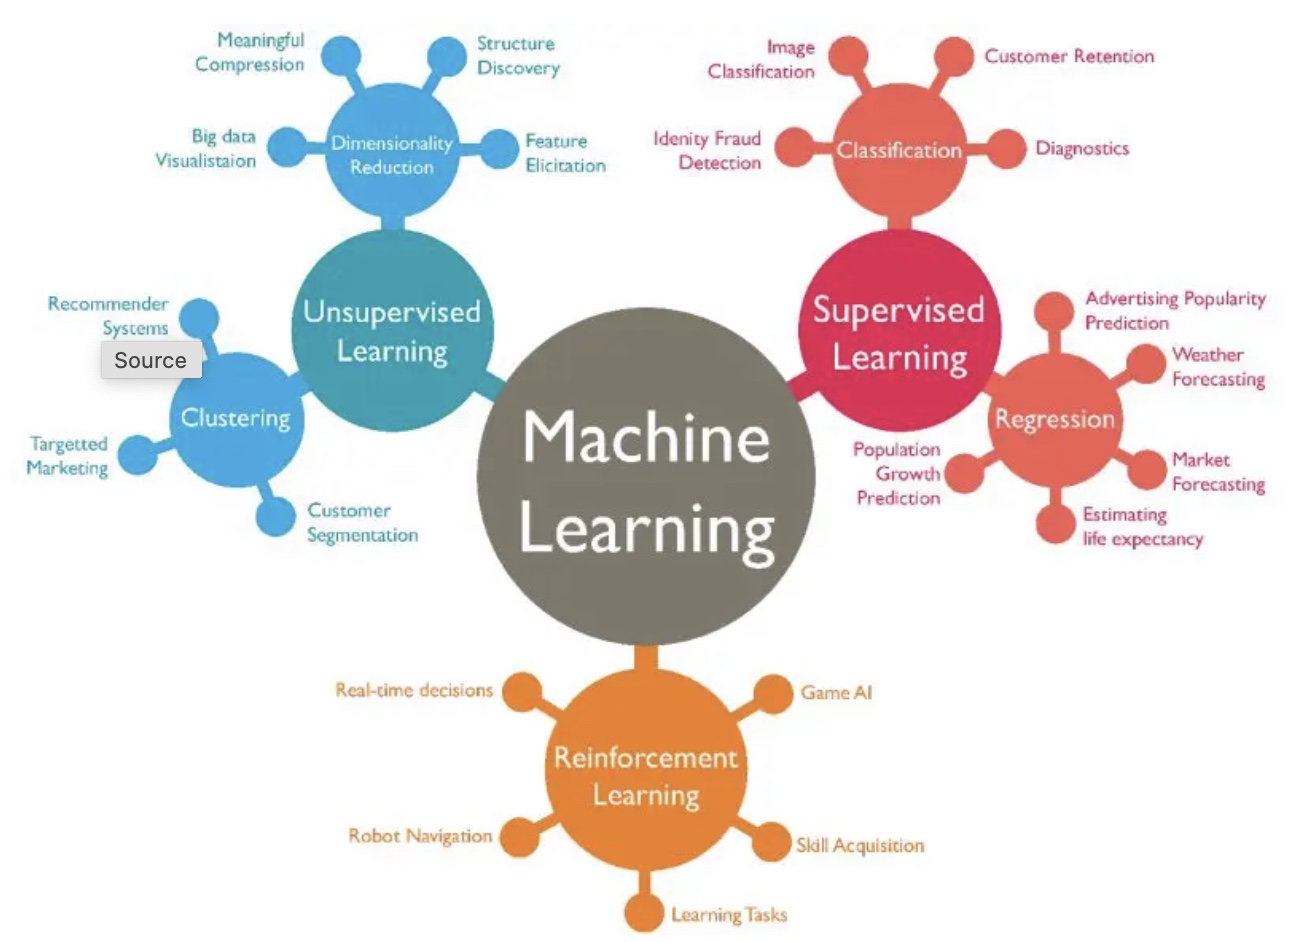 Meaningful
Compression
Structure
Discovery
Big data
Visualistaion
Dimensionality
Reduction
Feature
Elicitation
Image
Classification
Customer Retention
Idenity Fraud
Detection
Classification
Diagnostics
Unsupervised
Learning
Supervised
Learning
Recommender
Systems
Source
Clustering
Targetted
Marketing
Customer
Segmentation
Machine
Learning
Advertising Popularity
Prediction
Weather
Forecasting
Regression
Population
Growth
Prediction
Market
Forecasting
Estimating
life expectancy
Real-time decisions
Game AI
Reinforcement
Learning
Robot Navigation
Skill Acquisition
Learning Tasks